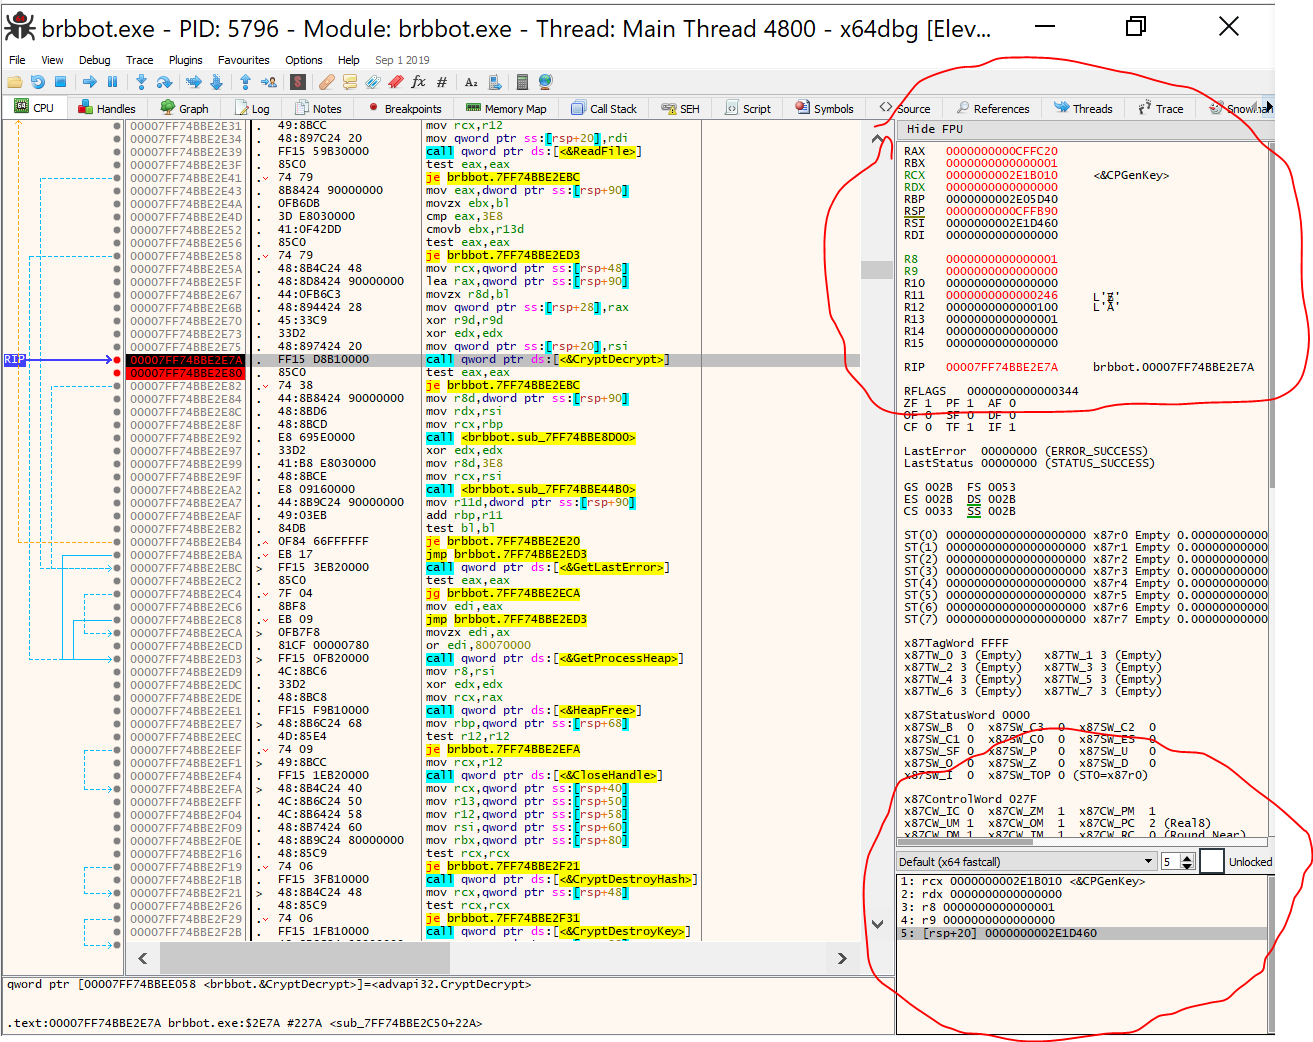 brbbot.exe - PID: 5796 - Module: brbbot.exe - Thread: Main Thread 4800 - x64dbg [Elev...
File View Debug Trace Plugins Favourites Options Help Sep 1 2019
CPU Handles Graph Log Notes Breakpoints Memory Map Call Stack SEH Script Symbols Source References Threads Trace
00007FF74BBE2E31 . 49:8BCC mov rcx,r12
00007FF74BBE2E34 . 48:897C24 20 mov qword ptr ss:[rsp+20],rdi
00007FF74BBE2E39 . FF15 59B30000 call qword ptr ds:[<&ReadFile>]
00007FF74BBE2E3F . 85C0 test eax,eax
00007FF74BBE2E41 . 74 79 je brbbot.7FF74BBE2EBC
00007FF74BBE2E43 . 8B8424 90000000 mov eax,dword ptr ss:[rsp+90]
00007FF74BBE2E4A . 0FB6DB movzx ebx,bl
00007FF74BBE2E4D . 3D E8030000 cmp eax,3E8
00007FF74BBE2E52 . 41:0F42DD cmovb ebx,r13d
00007FF74BBE2E56 . 85C0 test eax,eax
00007FF74BBE2E58 . 74 79 je brbbot.7FF74BBE2ED3
00007FF74BBE2E5A . 48:8B4C24 48 mov rcx,qword ptr ss:[rsp+48]
00007FF74BBE2E5F . 48:8D8424 90000000 lea rax,qword ptr ss:[rsp+90]
00007FF74BBE2E67 . 44:0FB6C3 movzx r8d,bl
00007FF74BBE2E6B . 48:894424 28 mov qword ptr ss:[rsp+28],rax
00007FF74BBE2E70 . 45:33C9 xor r9d,r9d
00007FF74BBE2E73 . 33D2 xor edx,edx
00007FF74BBE2E75 . 48:897424 20 mov qword ptr ss:[rsp+20],rsi
RIP 00007FF74BBE2E7A . FF15 D8B10000 call qword ptr ds:[<&CryptDecrypt>]
00007FF74BBE2E80 . 85C0 test eax,eax
00007FF74BBE2E82 . 74 38 je brbbot.7FF74BBE2EBC
00007FF74BBE2E84 . 44:8B8424 90000000 mov r8d,dword ptr ss:[rsp+90]
00007FF74BBE2E8C . 48:8BD6 mov rdx,rsi
00007FF74BBE2E8F . 48:8BCD mov rcx,rbp
00007FF74BBE2E92 . E8 695E0000 call <brbbot.sub_7FF74BBE8D00>
00007FF74BBE2E97 . 33D2 xor edx,edx
00007FF74BBE2E99 . 41:B8 E8030000 mov r8d,3E8
00007FF74BBE2E9F . 48:8BCE mov rcx,rsi
00007FF74BBE2EA2 . E8 09160000 call <brbbot.sub_7FF74BBE44B0>
00007FF74BBE2EA7 . 44:8B9C24 90000000 mov r11d,dword ptr ss:[rsp+90]
00007FF74BBE2EAF . 49:03EB add rbp,r11
00007FF74BBE2EB2 . 84DB test bl,bl
00007FF74BBE2EB4 . 0F84 66FFFFFF je brbbot.7FF74BBE2E20
00007FF74BBE2EBA . EB 17 jmp brbbot.7FF74BBE2ED3
00007FF74BBE2EBC > FF15 3EB20000 call qword ptr ds:[<&GetLastError>]
00007FF74BBE2EC2 . 85C0 test eax,eax
00007FF74BBE2EC4 . 7F 04 jg brbbot.7FF74BBE2ECA
00007FF74BBE2EC6 . 8BF8 mov edi,eax
00007FF74BBE2EC8 . EB 09 jmp brbbot.7FF74BBE2ED3
00007FF74BBE2ECA > 0FB7F8 movzx edi,ax
00007FF74BBE2ECD . 81CF 00000780 or edi,80070000
00007FF74BBE2ED3 > FF15 0FB20000 call qword ptr ds:[<&GetProcessHeap>]
00007FF74BBE2ED9 . 4C:8BC6 mov r8,rsi
00007FF74BBE2EDC . 33D2 xor edx,edx
00007FF74BBE2EDE . 48:8BC8 mov rcx,rax
00007FF74BBE2EE1 . FF15 F9B10000 call qword ptr ds:[<&HeapFree>]
00007FF74BBE2EE7 > 48:8B6C24 68 mov rbp,qword ptr ss:[rsp+68]
00007FF74BBE2EEC . 4D:85E4 test r12,r12
00007FF74BBE2EEF . 74 09 je brbbot.7FF74BBE2EFA
00007FF74BBE2EF1 > 49:8BCC mov rcx,r12
00007FF74BBE2EF4 . FF15 1EB20000 call qword ptr ds:[<&CloseHandle>]
00007FF74BBE2EFA > 48:8B4C24 40 mov rcx,qword ptr ss:[rsp+40]
00007FF74BBE2EFF . 4C:8B6C24 50 mov r13,qword ptr ss:[rsp+50]
00007FF74BBE2F04 . 4C:8B6424 58 mov r12,qword ptr ss:[rsp+58]
00007FF74BBE2F09 . 48:8B7424 60 mov rsi,qword ptr ss:[rsp+60]
00007FF74BBE2F0E . 48:8B9C24 80000000 mov rbx,qword ptr ss:[rsp+80]
00007FF74BBE2F16 . 48:85C9 test rcx,rcx
00007FF74BBE2F19 . 74 06 je brbbot.7FF74BBE2F21
00007FF74BBE2F1B . FF15 3FB10000 call qword ptr ds:[<&CryptDestroyHash>]
00007FF74BBE2F21 > 48:8B4C24 48 mov rcx,qword ptr ss:[rsp+48]
00007FF74BBE2F26 . 48:85C9 test rcx,rcx
00007FF74BBE2F29 . 74 06 je brbbot.7FF74BBE2F31
00007FF74BBE2F2B . FF15 1FB10000 call qword ptr ds:[<&CryptDestroyKey>]
Hide FPU
RAX 0000000000CFFC20
RBX 0000000000000001
RCX 0000000002E1B010 <&CPGenKey>
RDX 0000000000000000
RBP 0000000002E05D40
RSP 0000000000CFFB90
RSI 0000000002E1D460
RDI 0000000000000000
R8 0000000000000001
R9 0000000000000000
R10 0000000000000000
R11 0000000000000246
R12 0000000000000100 L'Ā'
R13 0000000000000001
R14 0000000000000000
R15 0000000000000000
RIP 00007FF74BBE2E7A brbbot.00007FF74BBE2E7A
RFLAGS 0000000000000344
ZF 1 PF 1 AF 0
OF 0 SF 0 DF 0
CF 0 TF 1 IF 1
LastError 00000000 (ERROR_SUCCESS)
LastStatus 00000000 (STATUS_SUCCESS)
GS 002B FS 0053
ES 002B DS 002B
CS 0033 SS 002B
ST(0) 00000000000000000000 x87r0 Empty 0.00000000000
ST(1) 00000000000000000000 x87r1 Empty 0.00000000000
ST(2) 00000000000000000000 x87r2 Empty 0.00000000000
ST(3) 00000000000000000000 x87r3 Empty 0.00000000000
ST(4) 00000000000000000000 x87r4 Empty 0.00000000000
ST(5) 00000000000000000000 x87r5 Empty 0.00000000000
ST(6) 00000000000000000000 x87r6 Empty 0.00000000000
ST(7) 00000000000000000000 x87r7 Empty 0.00000000000
x87TagWord FFFF
x87TW_0 3 (Empty) x87TW_1 3 (Empty)
x87TW_2 3 (Empty) x87TW_3 3 (Empty)
x87TW_4 3 (Empty) x87TW_5 3 (Empty)
x87TW_6 3 (Empty) x87TW_7 3 (Empty)
x87StatusWord 0000
x87SW_B 0 x87SW_C3 0 x87SW_C2 0
x87SW_C1 0 x87SW_C0 0 x87SW_ES 0
x87SW_SF 0 x87SW_P 0 x87SW_U 0
x87SW_O 0 x87SW_Z 0 x87SW_D 0
x87SW_I 0 x87SW_TOP 0 (ST0=x87r0)
x87ControlWord 027F
x87CW_IC 0 x87CW_ZM 1 x87CW_PM 1
x87CW_UM 1 x87CW_OM 1 x87CW_PC 2 (Real8)
x87CW_DM 1 x87CW_IM 1 x87CW_RC 0 (Round Near)
Default (x64 fastcall) 5 Unlocked
1: rcx 0000000002E1B010 <&CPGenKey>
2: rdx 0000000000000000
3: r8 0000000000000001
4: r9 0000000000000000
5: [rsp+20] 0000000002E1D460
qword ptr [00007FF74BBEE058 <brbbot.&CryptDecrypt>]=<advapi32.CryptDecrypt>
.text:00007FF74BBE2E7A brbbot.exe:$2E7A #227A <sub_7FF74BBE2C50+22A>